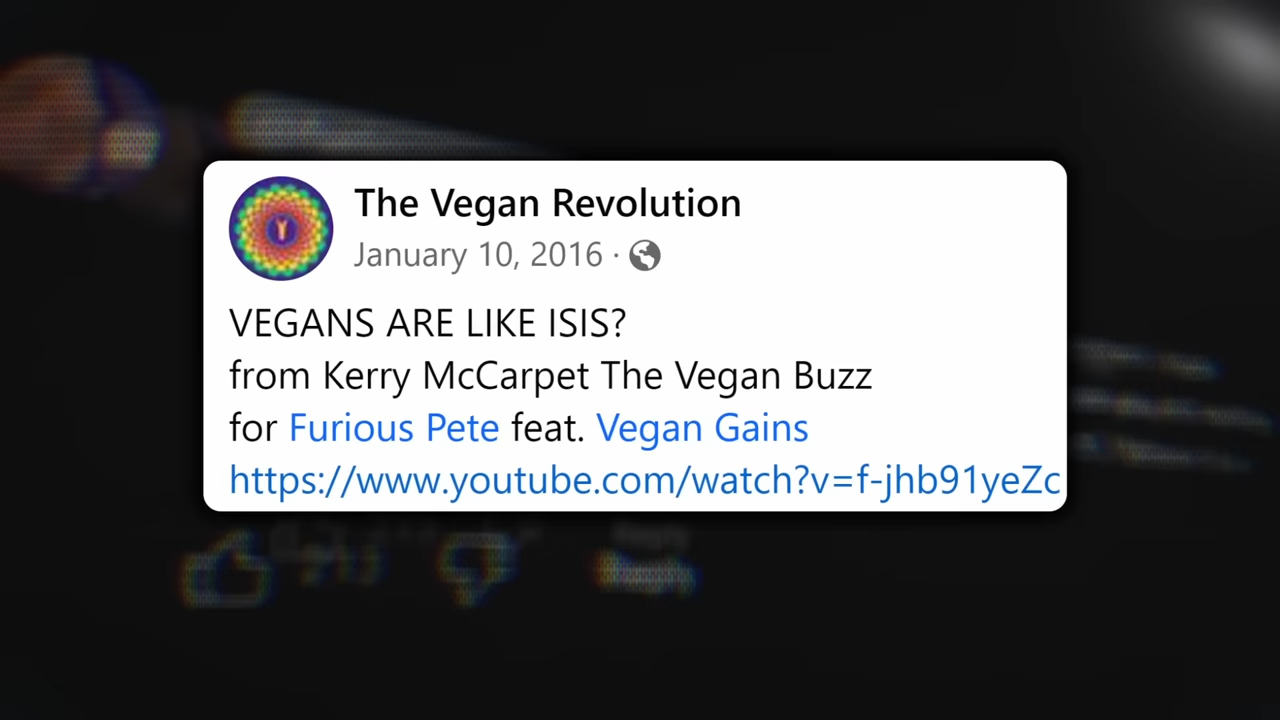 The Vegan Revolution
January 10, 2016 ·
VEGANS ARE LIKE ISIS?
from Kerry McCarpet The Vegan Buzz
for Furious Pete feat. Vegan Gains
https://www.youtube.com/watch?v=f-jhb91yeZc